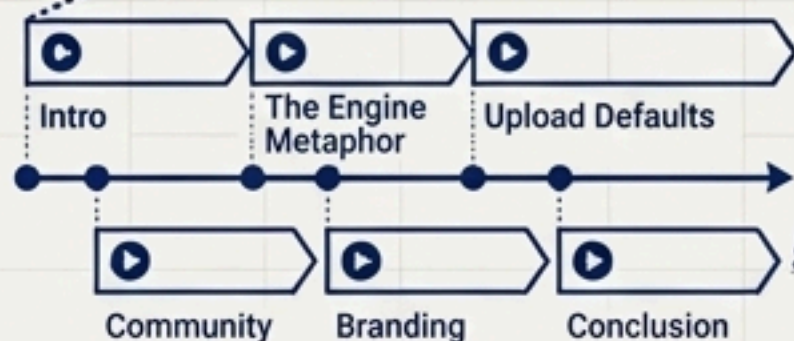 Intro
The Engine
Metaphor
Upload Defaults
Community
Branding
Conclusion